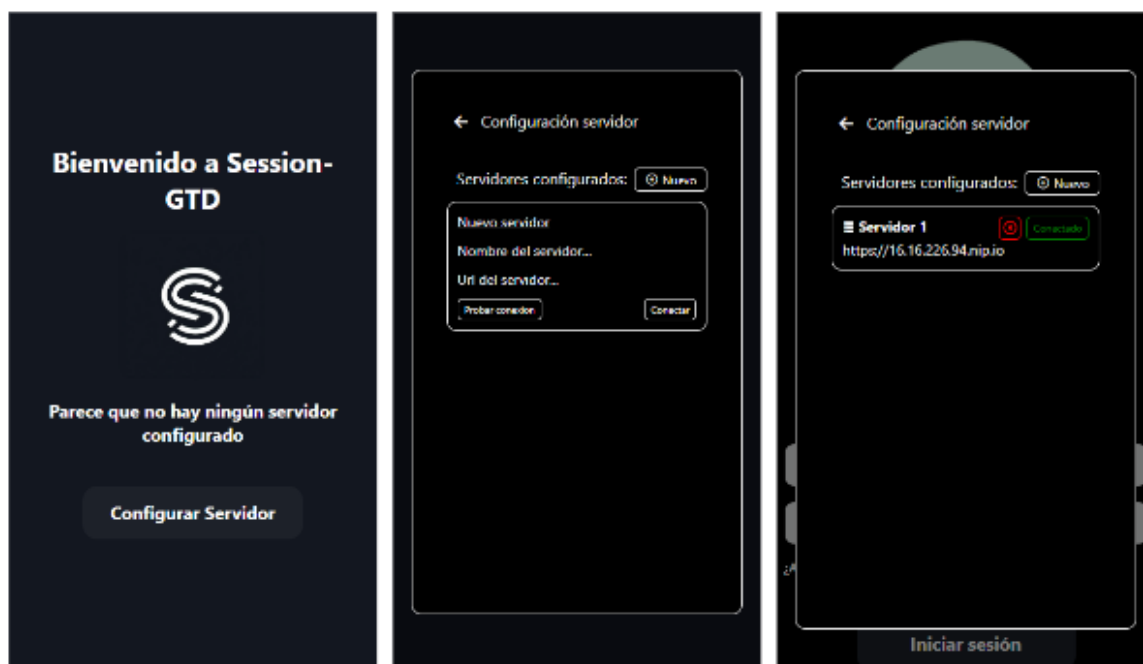 Bienvenido a Session-
GTD
Parece que no hay ningún servidor
configurado
Configurar Servidor
Configuración servidor
Servidores configurados:
Nuevo
Nuevo servidor
Nombre del servidor...
Url del servidor...
Probar conexion
Conectar
Configuración servidor
Servidores configurados:
Nuevo
Servidor 1
Conectado
https://16.16.226.94.nip.io
Iniciar sesión